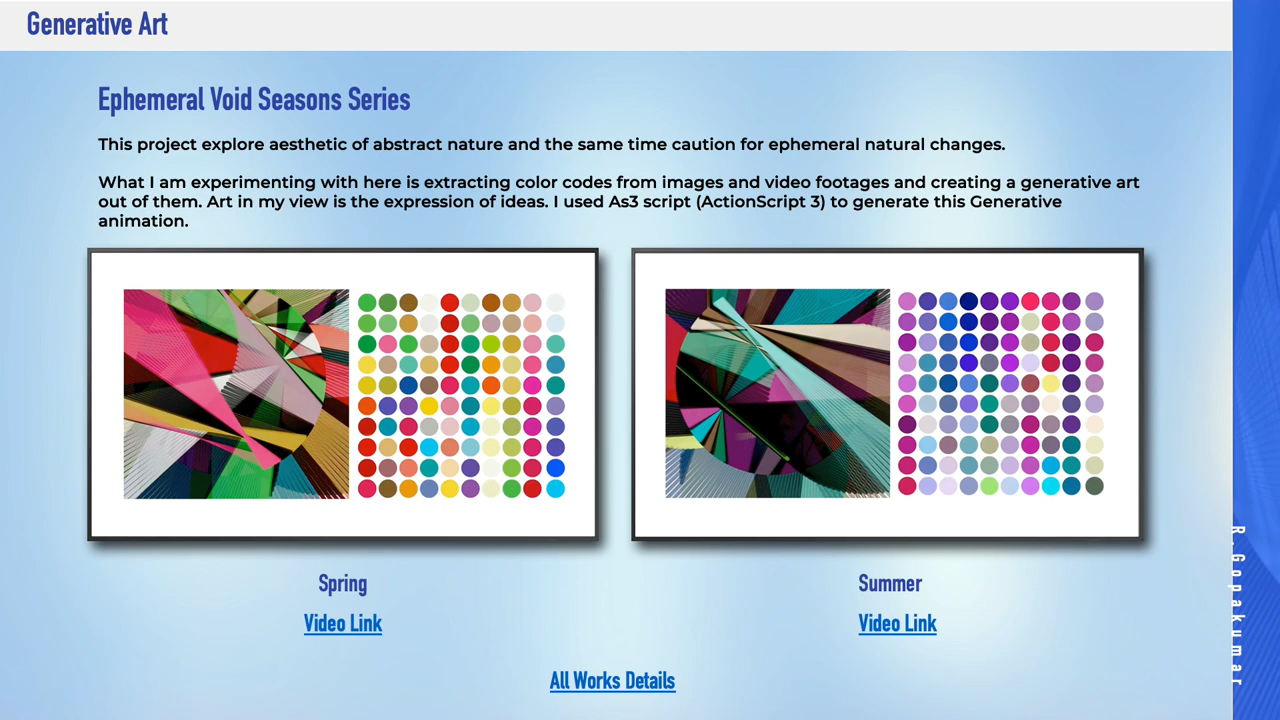 Generative Art
Ephemeral Void Seasons Series
This project explore aesthetic of abstract nature and the same time caution for ephemeral natural changes.
What I am experimenting with here is extracting color codes from images and video footages and creating a generative art
out of them. Art in my view is the expression of ideas. I used As3 script (ActionScript 3) to generate this Generative
animation.
Spring
Summer
Video Link
Video Link
All Works Details
R. Gopakumar